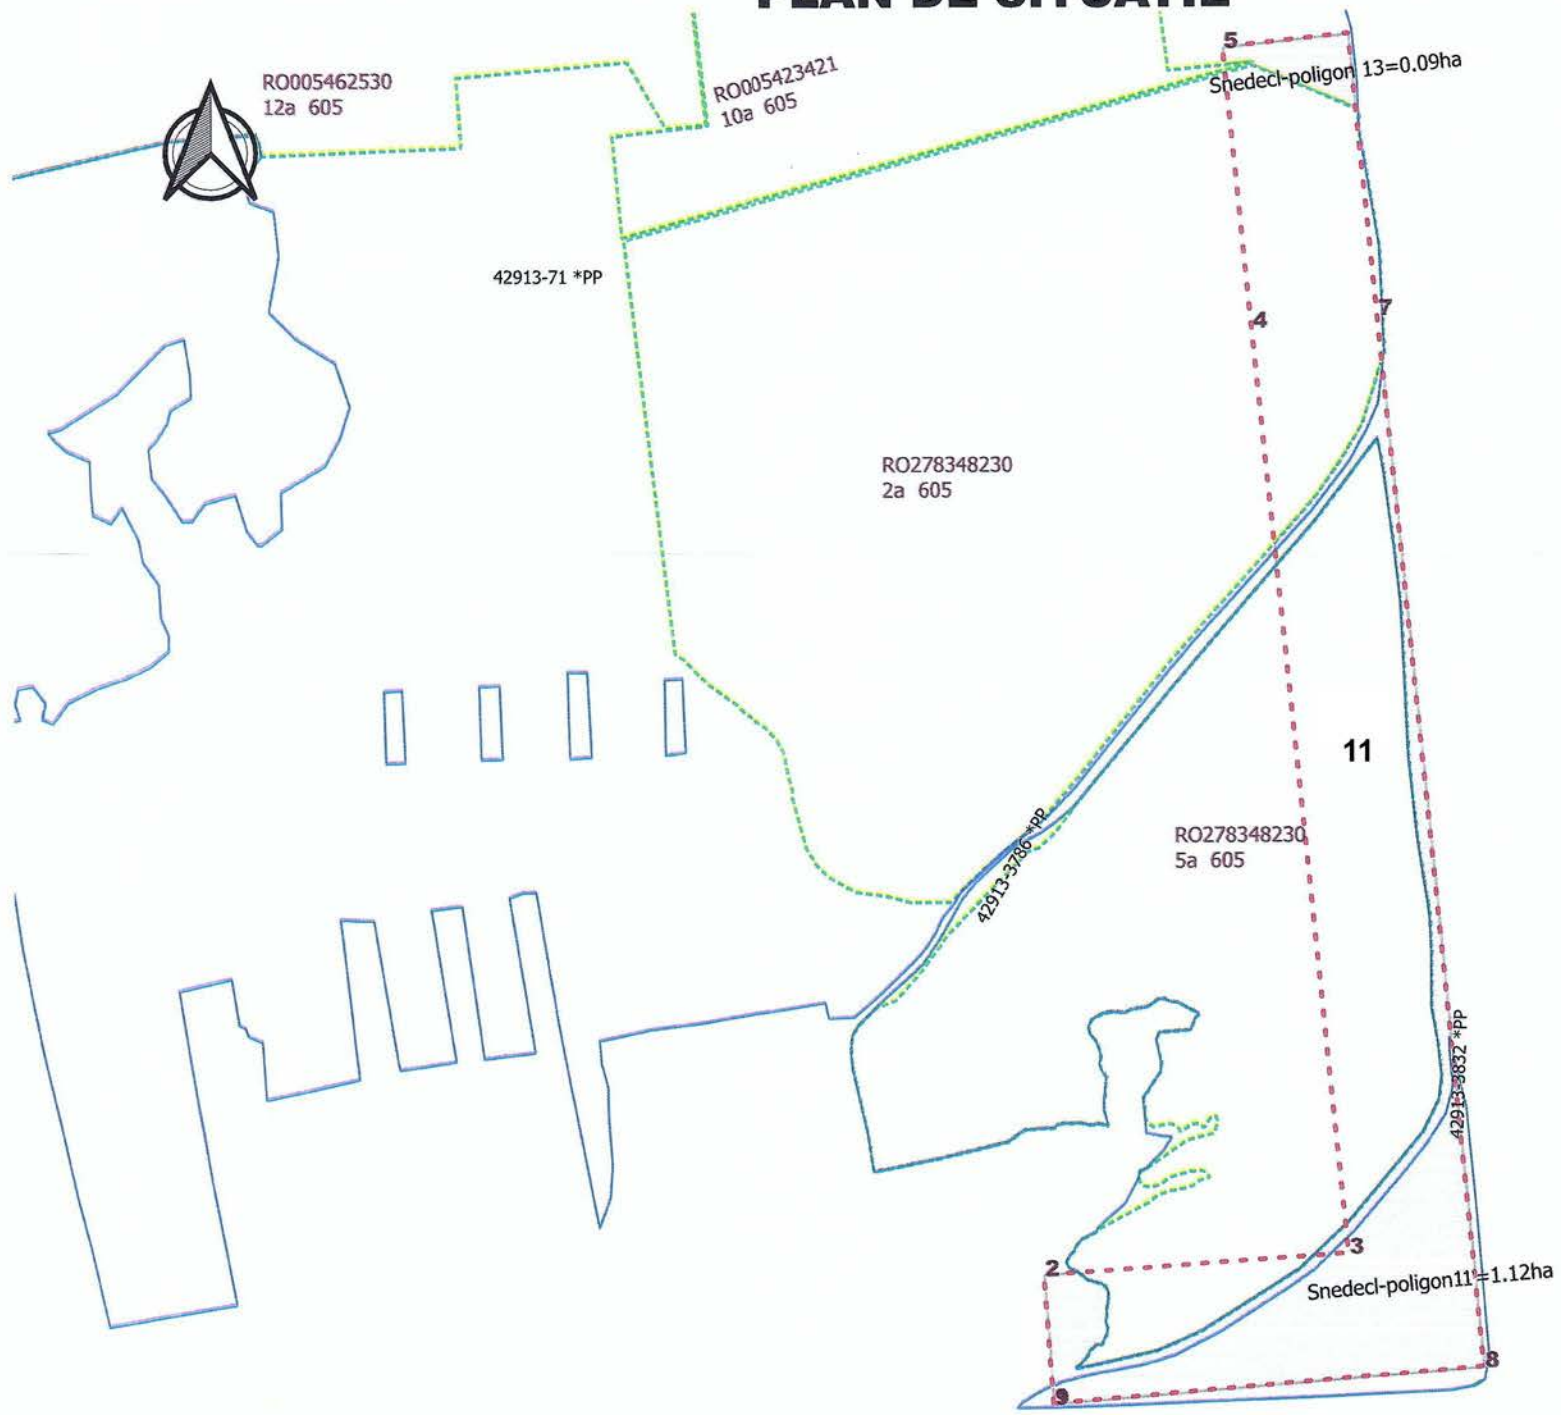 PLAN DE SITUATIE
5
RO005462530
12a 605
RO005423421
10a 605
Snedecl-poligon 13=0.09ha
42913-71 *PP
4
7
RO278348230
2a 605
11
RO278348230
5a 605
42913-3786 *PP
42913-3832 *PP
2
3
Snedecl-poligon11=1.12ha
8
9